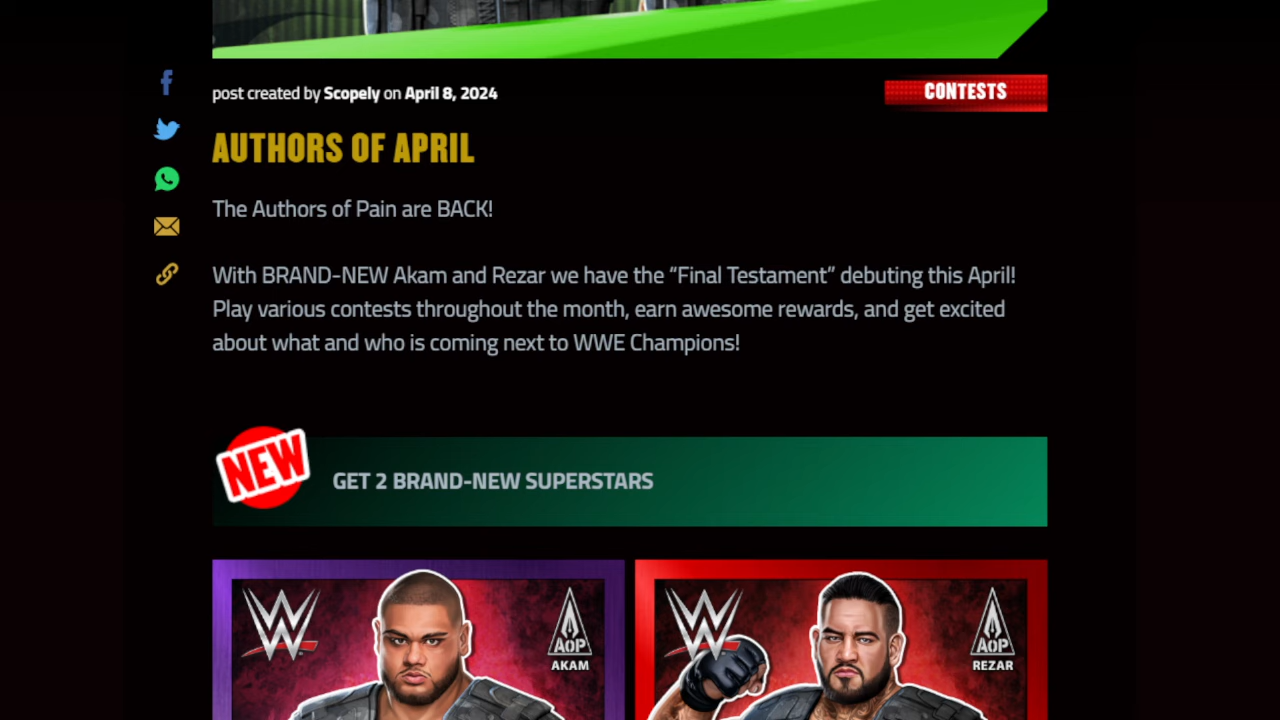 post created by Scopely on April 8, 2024
CONTESTS
AUTHORS OF APRIL
The Authors of Pain are BACK!
With BRAND-NEW Akam and Rezar we have the “Final Testament” debuting this April!
Play various contests throughout the month, earn awesome rewards, and get excited
about what and who is coming next to WWE Champions!
NEW
GET 2 BRAND-NEW SUPERSTARS
W
AOP
AKAM
W
AOP
REZAR